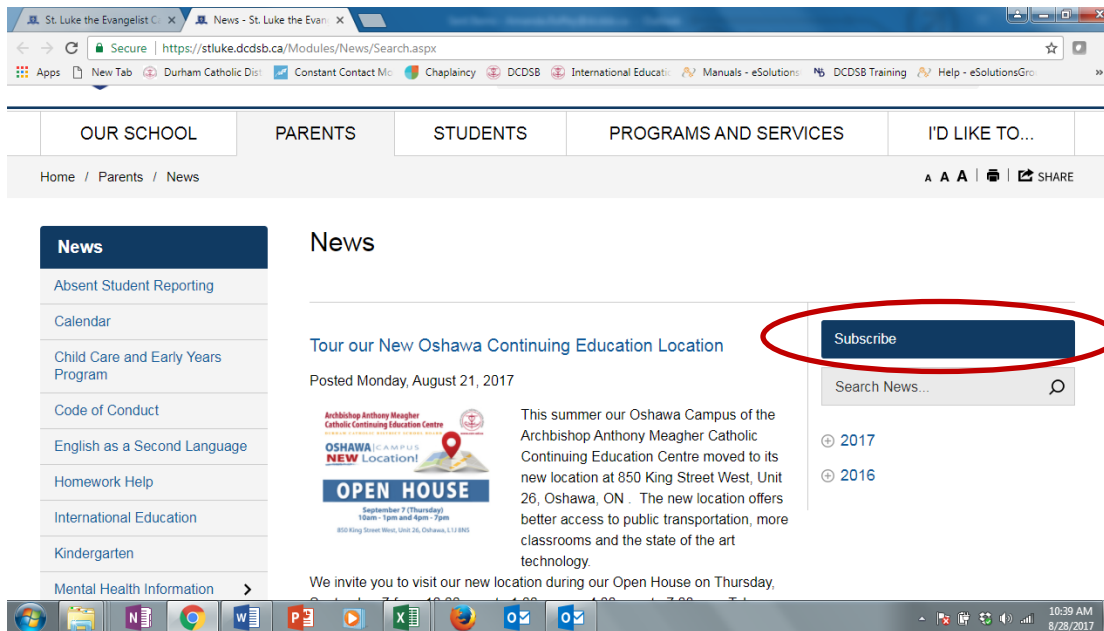 St. Luke the Evangelist C
News - St. Luke the Evan
Secure | https://stluke.dcdsb.ca/Modules/News/Search.aspx
Apps New Tab Durham Catholic Dist Constant Contact Mo Chaplaincy DCDSB International Educatic Manuals - eSolutions DCDSB Training Help - eSolutionsGro »
OUR SCHOOL PARENTS STUDENTS PROGRAMS AND SERVICES I'D LIKE TO...
Home / Parents / News
A A A | | SHARE
News
Absent Student Reporting
Calendar
Child Care and Early Years
Program
Code of Conduct
English as a Second Language
Homework Help
International Education
Kindergarten
Mental Health Information
News
Tour our New Oshawa Continuing Education Location
Posted Monday, August 21, 2017
Archbishop Anthony Meagher
Catholic Continuing Education Centre
OSHAWA | CAMPUS
NEW Location!
OPEN HOUSE
September 7 (Thursday)
10am - 1pm and 4pm - 7pm
850 King Street West, Unit 26, Oshawa, L1J 8N5
This summer our Oshawa Campus of the
Archbishop Anthony Meagher Catholic
Continuing Education Centre moved to its
new location at 850 King Street West, Unit
26, Oshawa, ON . The new location offers
better access to public transportation, more
classrooms and the state of the art
technology.
We invite you to visit our new location during our Open House on Thursday,
Subscribe
Search News...
2017
2016
10:39 AM
8/28/2017